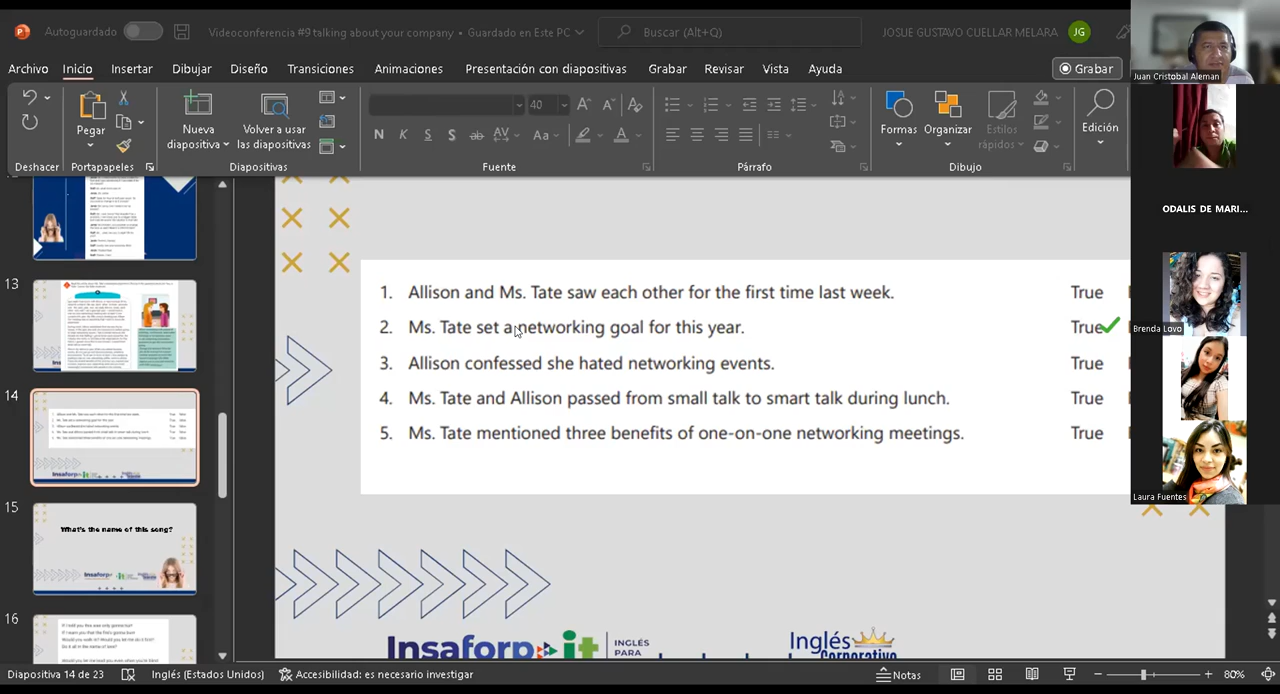 Autoguardado
Videoconferencia #9 talking about your company • Guardado en Este PC
Buscar (Alt+Q)
JOSUE GUSTAVO CUELLAR MELARA
JG
Archivo Inicio Insertar Dibujar Diseño Transiciones Animaciones Presentación con diapositivas Grabar Revisar Vista Ayuda
Grabar
Pegar
Nueva diapositiva
Volver a usar las diapositivas
40
N K S S ab AV Aa A
Formas
Organizar
Estilos rápidos
Edición
Deshacer
Portapapeles
Diapositivas
Fuente
Párrafo
Dibujo
13
14
15
What's the name of this song?
16
1. Allison and Ms. Tate saw each other for the first time last week. True
2. Ms. Tate set a networking goal for this year. True
3. Allison confessed she hated networking events. True
4. Ms. Tate and Allison passed from small talk to smart talk during lunch. True
5. Ms. Tate mentioned three benefits of one-on-one networking meetings. True
Insaforp it INGLÉS PARA
Inglés Corporativo
Juan Cristobal Aleman
ODALIS DE MARI...
Brenda Lovo
Laura Fuentes
Diapositiva 14 de 23
Inglés (Estados Unidos)
Accesibilidad: es necesario investigar
Notas
80%